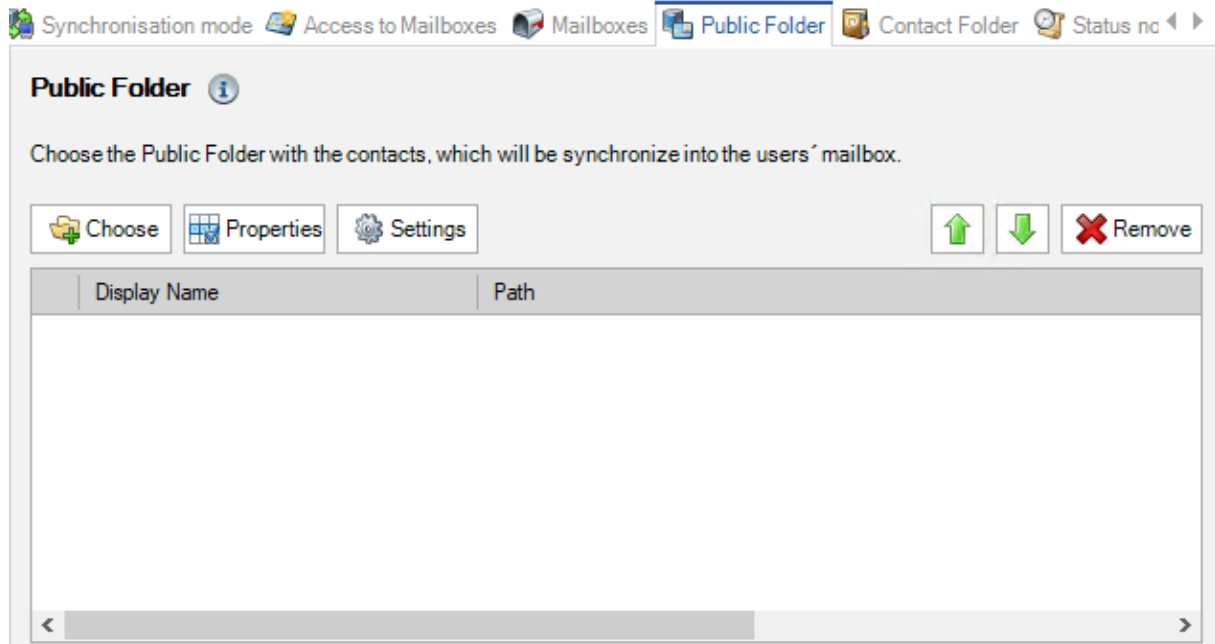 Synchronisation mode Access to Mailboxes Mailboxes Public Folder Contact Folder Status no
Public Folder
Choose the Public Folder with the contacts, which will be synchronize into the users´ mailbox.
Choose Properties Settings Remove
Display Name Path